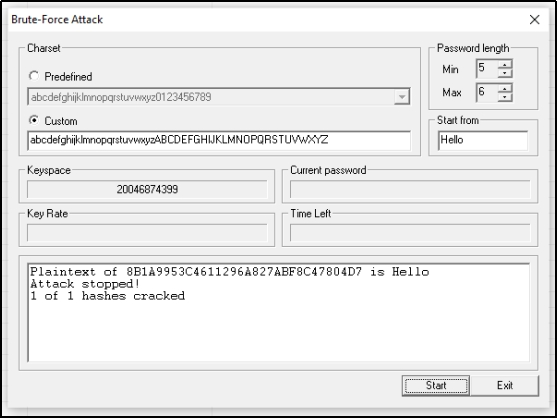 Brute-Force Attack
Charset
Predefined
abcdefghijklmnopqrstuvwxyz0123456789
Custom
abcdefghijklmnopqrstuvwxyzABCDEFGHIJKLMNOPQRSTUVWXYZ
Password length
Min 5
Max 6
Start from
Hello
Keyspace
20046874399
Current password
Key Rate
Time Left
Plaintext of 8B1A9953C4611296A827ABF8C47804D7 is Hello
Attack stopped!
1 of 1 hashes cracked
Start
Exit